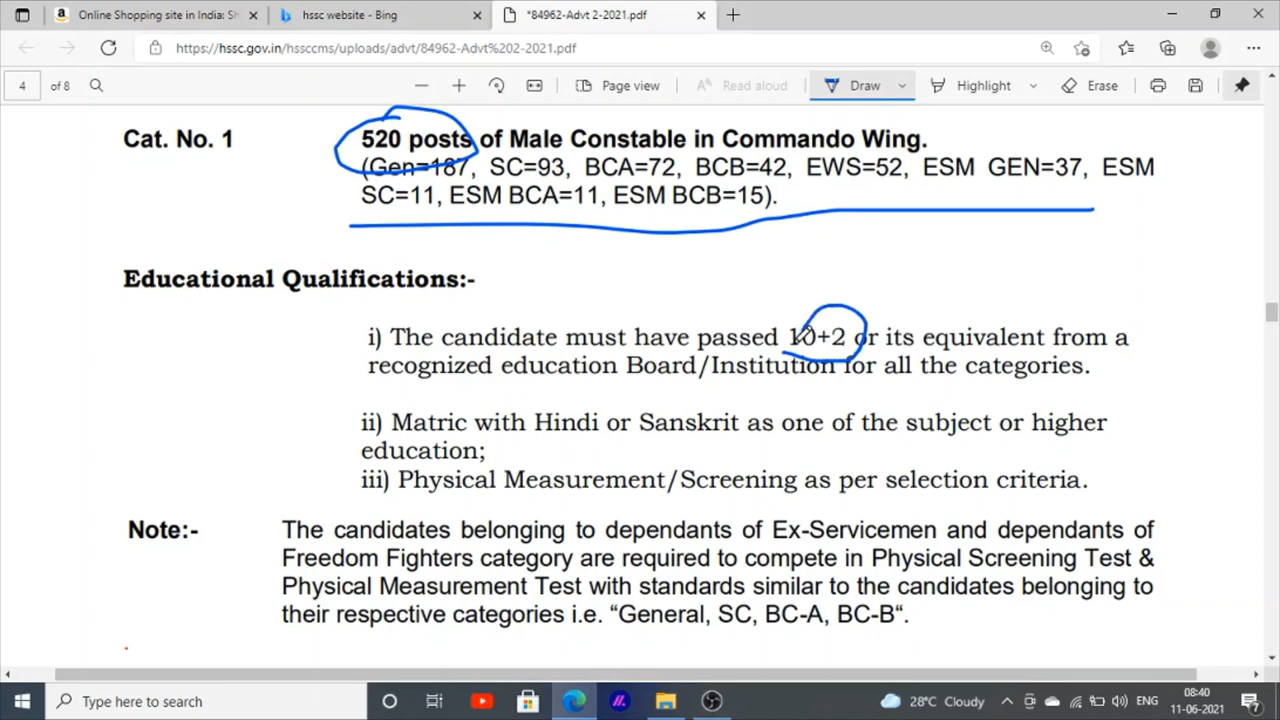 Online Shopping site in India: Sh
hssc website - Bing
*84962-Advt 2-2021.pdf
https://hssc.gov.in/hssccms/uploads/advt/84962-Advt%202-2021.pdf
4 of 8
Page view
Read aloud
Draw
Highlight
Erase
Cat. No. 1 520 posts of Male Constable in Commando Wing.
(Gen=187, SC=93, BCA=72, BCB=42, EWS=52, ESM GEN=37, ESM
SC=11, ESM BCA=11, ESM BCB=15).
Educational Qualifications:-
i) The candidate must have passed 10+2 or its equivalent from a
recognized education Board/Institution for all the categories.
ii) Matric with Hindi or Sanskrit as one of the subject or higher
education;
iii) Physical Measurement/Screening as per selection criteria.
Note:- The candidates belonging to dependants of Ex-Servicemen and dependants of
Freedom Fighters category are required to compete in Physical Screening Test &
Physical Measurement Test with standards similar to the candidates belonging to
their respective categories i.e. “General, SC, BC-A, BC-B“.
Type here to search
28°C Cloudy
ENG
08:40
11-06-2021
7